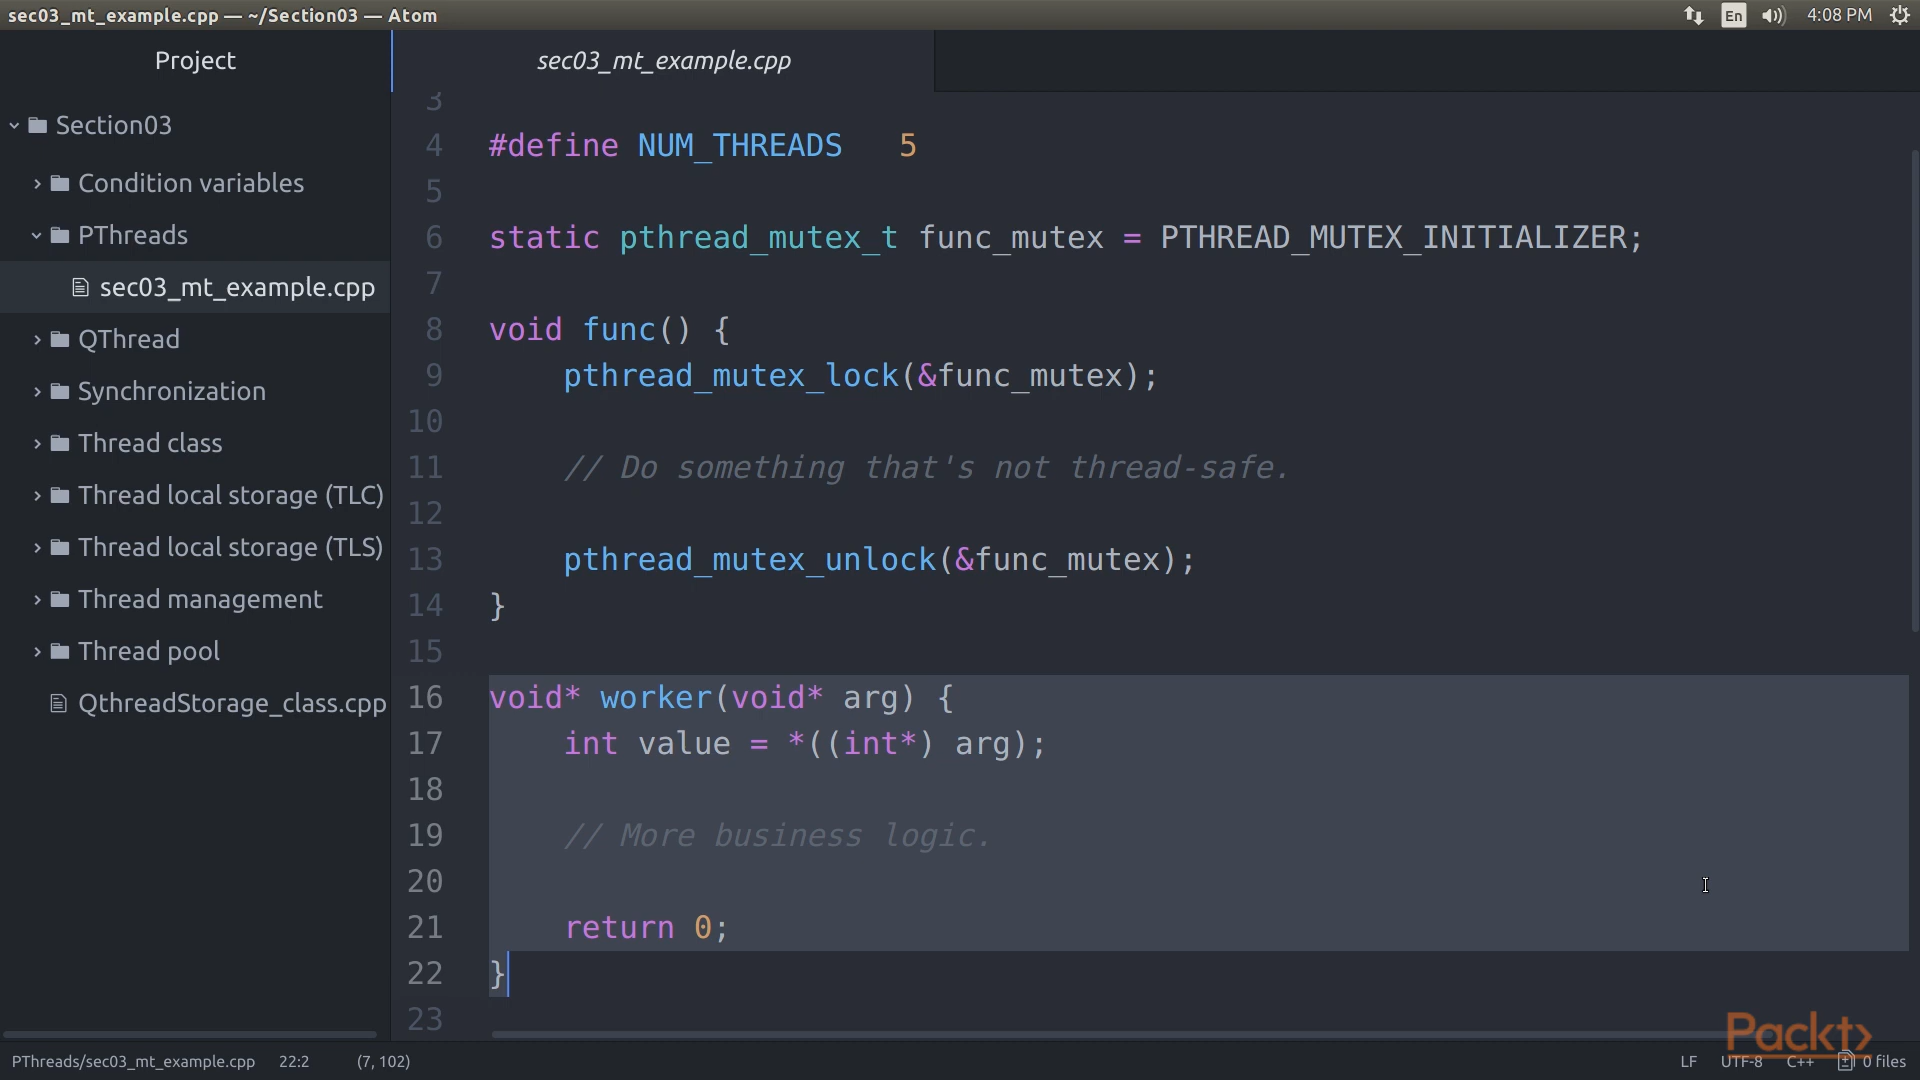 sec03_mt_example.cpp — ~/Section03 — Atom
En
4:08 PM
Project
sec03_mt_example.cpp
Section03
Condition variables
PThreads
sec03_mt_example.cpp
QThread
Synchronization
Thread class
Thread local storage (TLC)
Thread local storage (TLS)
Thread management
Thread pool
QthreadStorage_class.cpp
3
4 #define NUM_THREADS   5
5
6 static pthread_mutex_t func_mutex = PTHREAD_MUTEX_INITIALIZER;
7
8 void func() {
9     pthread_mutex_lock(&func_mutex);
10
11     // Do something that's not thread-safe.
12
13     pthread_mutex_unlock(&func_mutex);
14 }
15
16 void* worker(void* arg) {
17     int value = *((int*) arg);
18
19     // More business logic.
20
21     return 0;
22 }
23
Packt>
PThreads/sec03_mt_example.cpp 22:2 (7, 102)
LF UTF-8 C++ 0 files